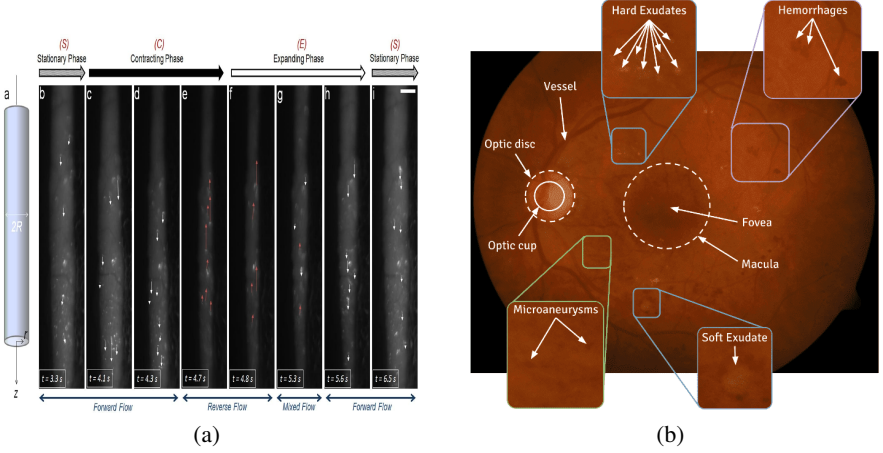 (S)
(C)
(E)
(S)
Stationary Phase
Contracting Phase
Expanding Phase
Stationary Phase
a
b
c
d
e
f
g
h
i
2R
r
z
t = 3.3 s
t = 4.1 s
t = 4.3 s
t = 4.7 s
t = 4.8 s
t = 5.3 s
t = 5.6 s
t = 6.5 s
Forward Flow
Reverse Flow
Mixed Flow
Forward Flow
(a)
Hard Exudates
Hemorrhages
Vessel
Optic disc
Optic cup
Fovea
Macula
Microaneurysms
Soft Exudate
(b)